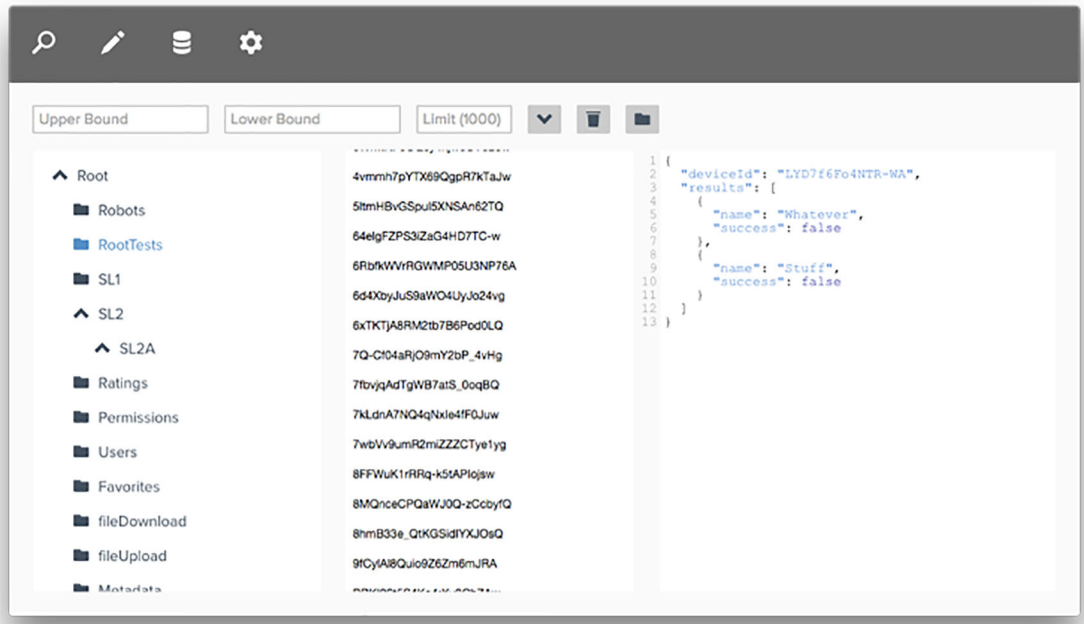 Upper Bound
Lower Bound
Limit (1000)
Root
Robots
RootTests
SL1
SL2
SL2A
Ratings
Permissions
Users
Favorites
fileDownload
fileUpload
Metadata
4vmmh7pYTX69QgpR7kTaJw
5ltmHBvGSpul5XNSAn62TQ
64elgFZPS3iZaG4HD7TC-w
6RbfkWVrRGWMP05U3NP76A
6d4XbyJuS9aWO4UyJo24vg
6xTKTjA8RM2tb7B6Pod0LQ
7Q-Cf04aRjO9mY2bP_4vHg
7fbvjqAdTgWB7atS_0oqBQ
7kLdnA7NQ4qNxle4fF0Juw
7wbVv9umR2miZZZCTye1yg
8FFWuK1rRRq-k5tAPlojsw
8MQnceCPQaWJ0Q-zCcbyfQ
8hmB33e_QtKGSidlYXJOsQ
9fCylAl8Quio9Z6Zm6mJRA
1 {
2 "deviceId": "LYD7f6Fo4NTR-WA",
3 "results": [
4 {
5 "name": "Whatever",
6 "success": false
7 },
8 {
9 "name": "Stuff",
10 "success": false
11 }
12 ]
13 }